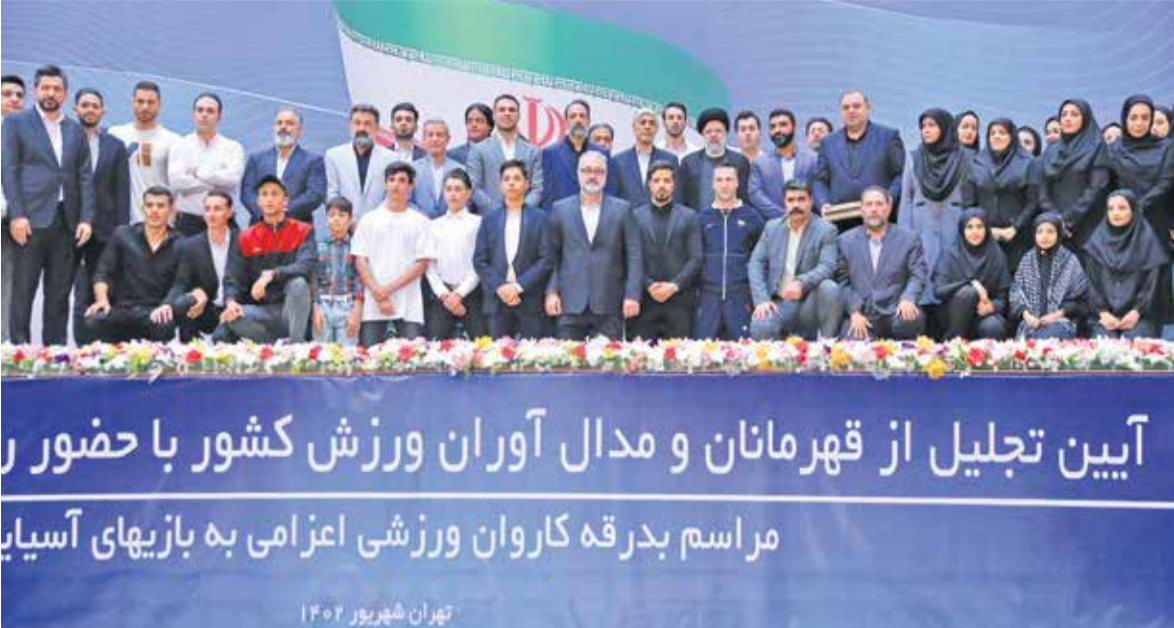 آیین تجلیل از قهرمانان و مدال آوران ورزش کشور با حضور ر
مراسم بدرقه کاروان ورزشی اعزامی به بازیهای آسیایـ
تهران شهریور ۱۴۰۲